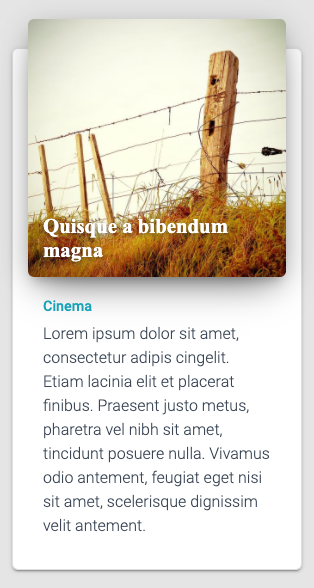 Quisque a bibendum
magna
Cinema
Lorem ipsum dolor sit amet,
consectetur adipis cingelit.
Etiam lacinia elit et placerat
finibus. Praesent justo metus,
pharetra vel nibh sit amet,
tincidunt posuere nulla. Vivamus
odio antement, feugiat eget nisi
sit amet, scelerisque dignissim
velit antement.